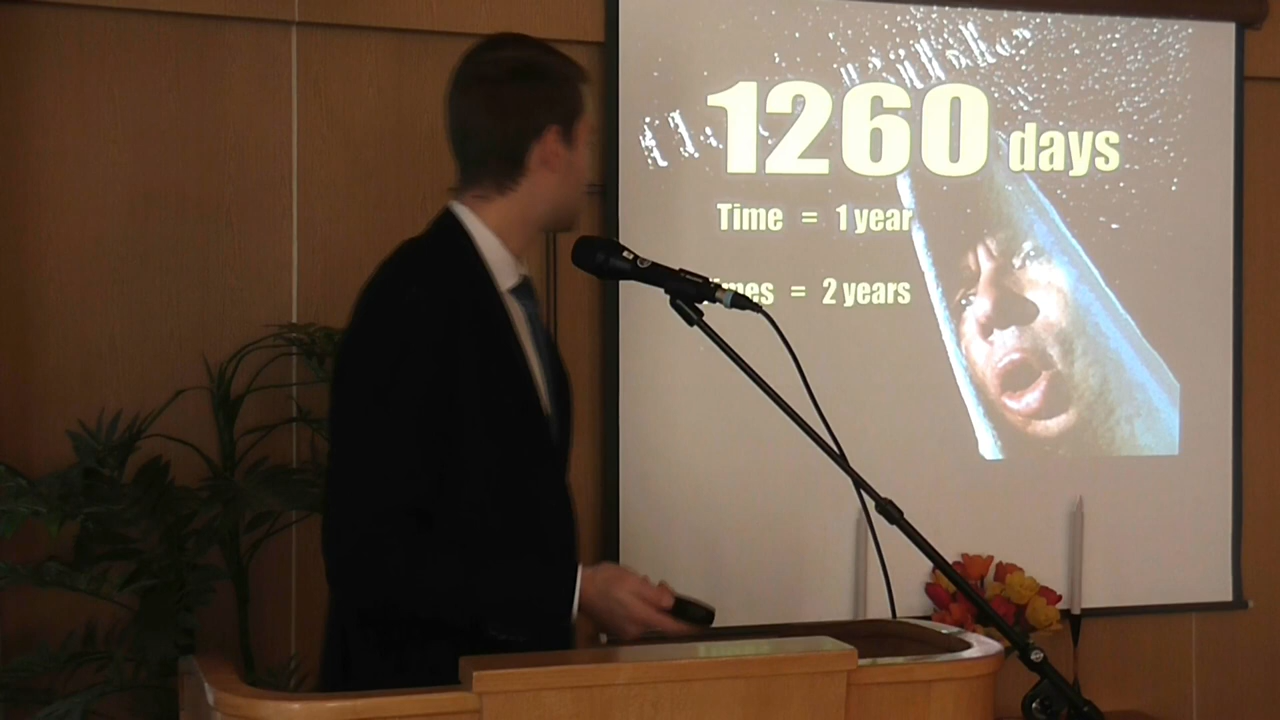 1260 days
Time = 1 year
= 2 years